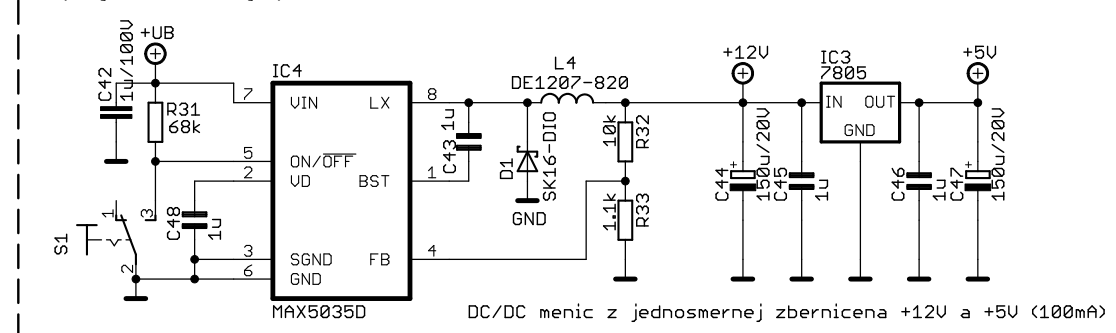 +UB
C42
1u/100V
R31
68k
IC4
MAX5035D
7
VIN
5
ON/OFF
2
VD
3
SGND
6
GND
LX
8
BST
1
FB
4
S1
1
3
2
C48
1u
C43
1u
D1
SK16-DIO
GND
L4
DE1207-820
10k
R32
1.1k
R33
+12V
C44
150u/20V
+
C45
1u
IC3
7805
IN
OUT
GND
C46
1u
+5V
C47
150u/20V
+
DC/DC menic z jednosmernej zbernicena +12V a +5V (100mA)